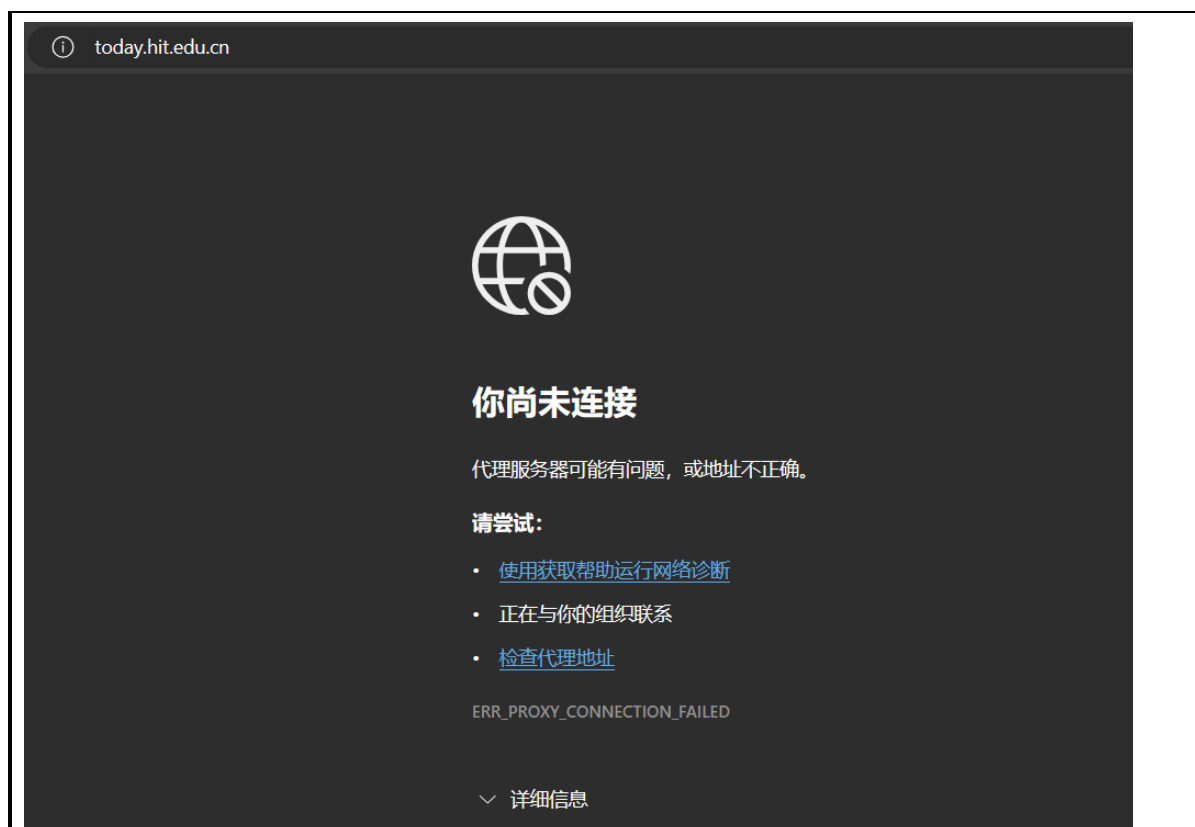 today.hit.edu.cn
你尚未连接
代理服务器可能有问题，或地址不正确。
请尝试：
• 使用获取帮助运行网络诊断
• 正在与你的组织联系
• 检查代理地址
ERR_PROXY_CONNECTION_FAILED
详细信息